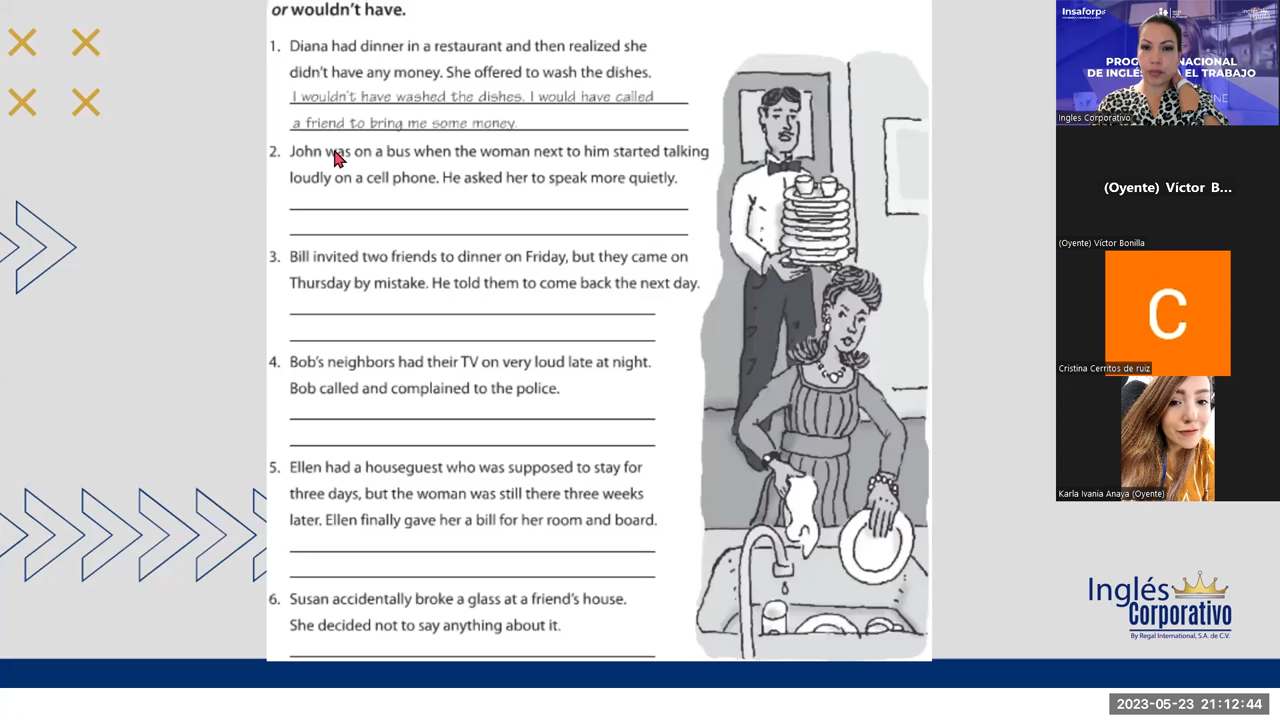 or wouldn't have.
1. Diana had dinner in a restaurant and then realized she
didn't have any money. She offered to wash the dishes.
I wouldn't have washed the dishes. I would have called
a friend to bring me some money.
2. John was on a bus when the woman next to him started talking
loudly on a cell phone. He asked her to speak more quietly.
3. Bill invited two friends to dinner on Friday, but they came on
Thursday by mistake. He told them to come back the next day.
4. Bob's neighbors had their TV on very loud late at night.
Bob called and complained to the police.
5. Ellen had a houseguest who was supposed to stay for
three days, but the woman was still there three weeks
later. Ellen finally gave her a bill for her room and board.
6. Susan accidentally broke a glass at a friend's house.
She decided not to say anything about it.
Insaforp
Ingles Corporativo
(Oyente) Víctor B...
(Oyente) Víctor Bonilla
C
Cristina Cerritos de ruiz
Karla Ivania Anaya (Oyente)
Inglés
Corporativo
By Regal International, S.A. de C.V.
2023-05-23 21:12:44